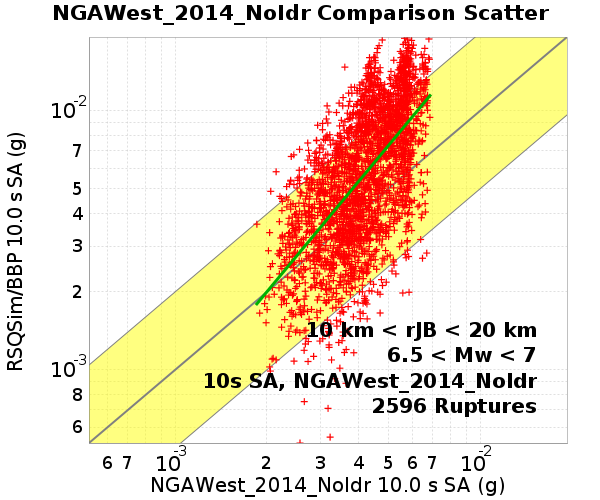 NGAWest_2014_NoIdr Comparison Scatter
RSQSim/BBP 10.0 s SA (g)
10-2
7
5
4
3
2
10-3
8
6
10 km < rJB < 20 km
6.5 < Mw < 7
10s SA, NGAWest_2014_NoIdr
2596 Ruptures
6 7 10-3 2 3 4 5 6 7 10-2
NGAWest_2014_NoIdr 10.0 s SA (g)